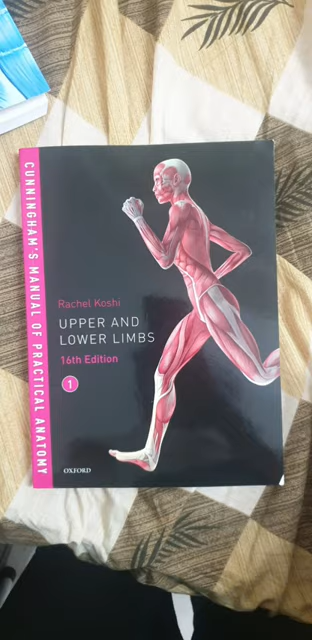 CUNNINGHAM'S MANUAL OF PRACTICAL ANATOMY
Rachel Koshi
UPPER AND
LOWER LIMBS
16th Edition
1
OXFORD